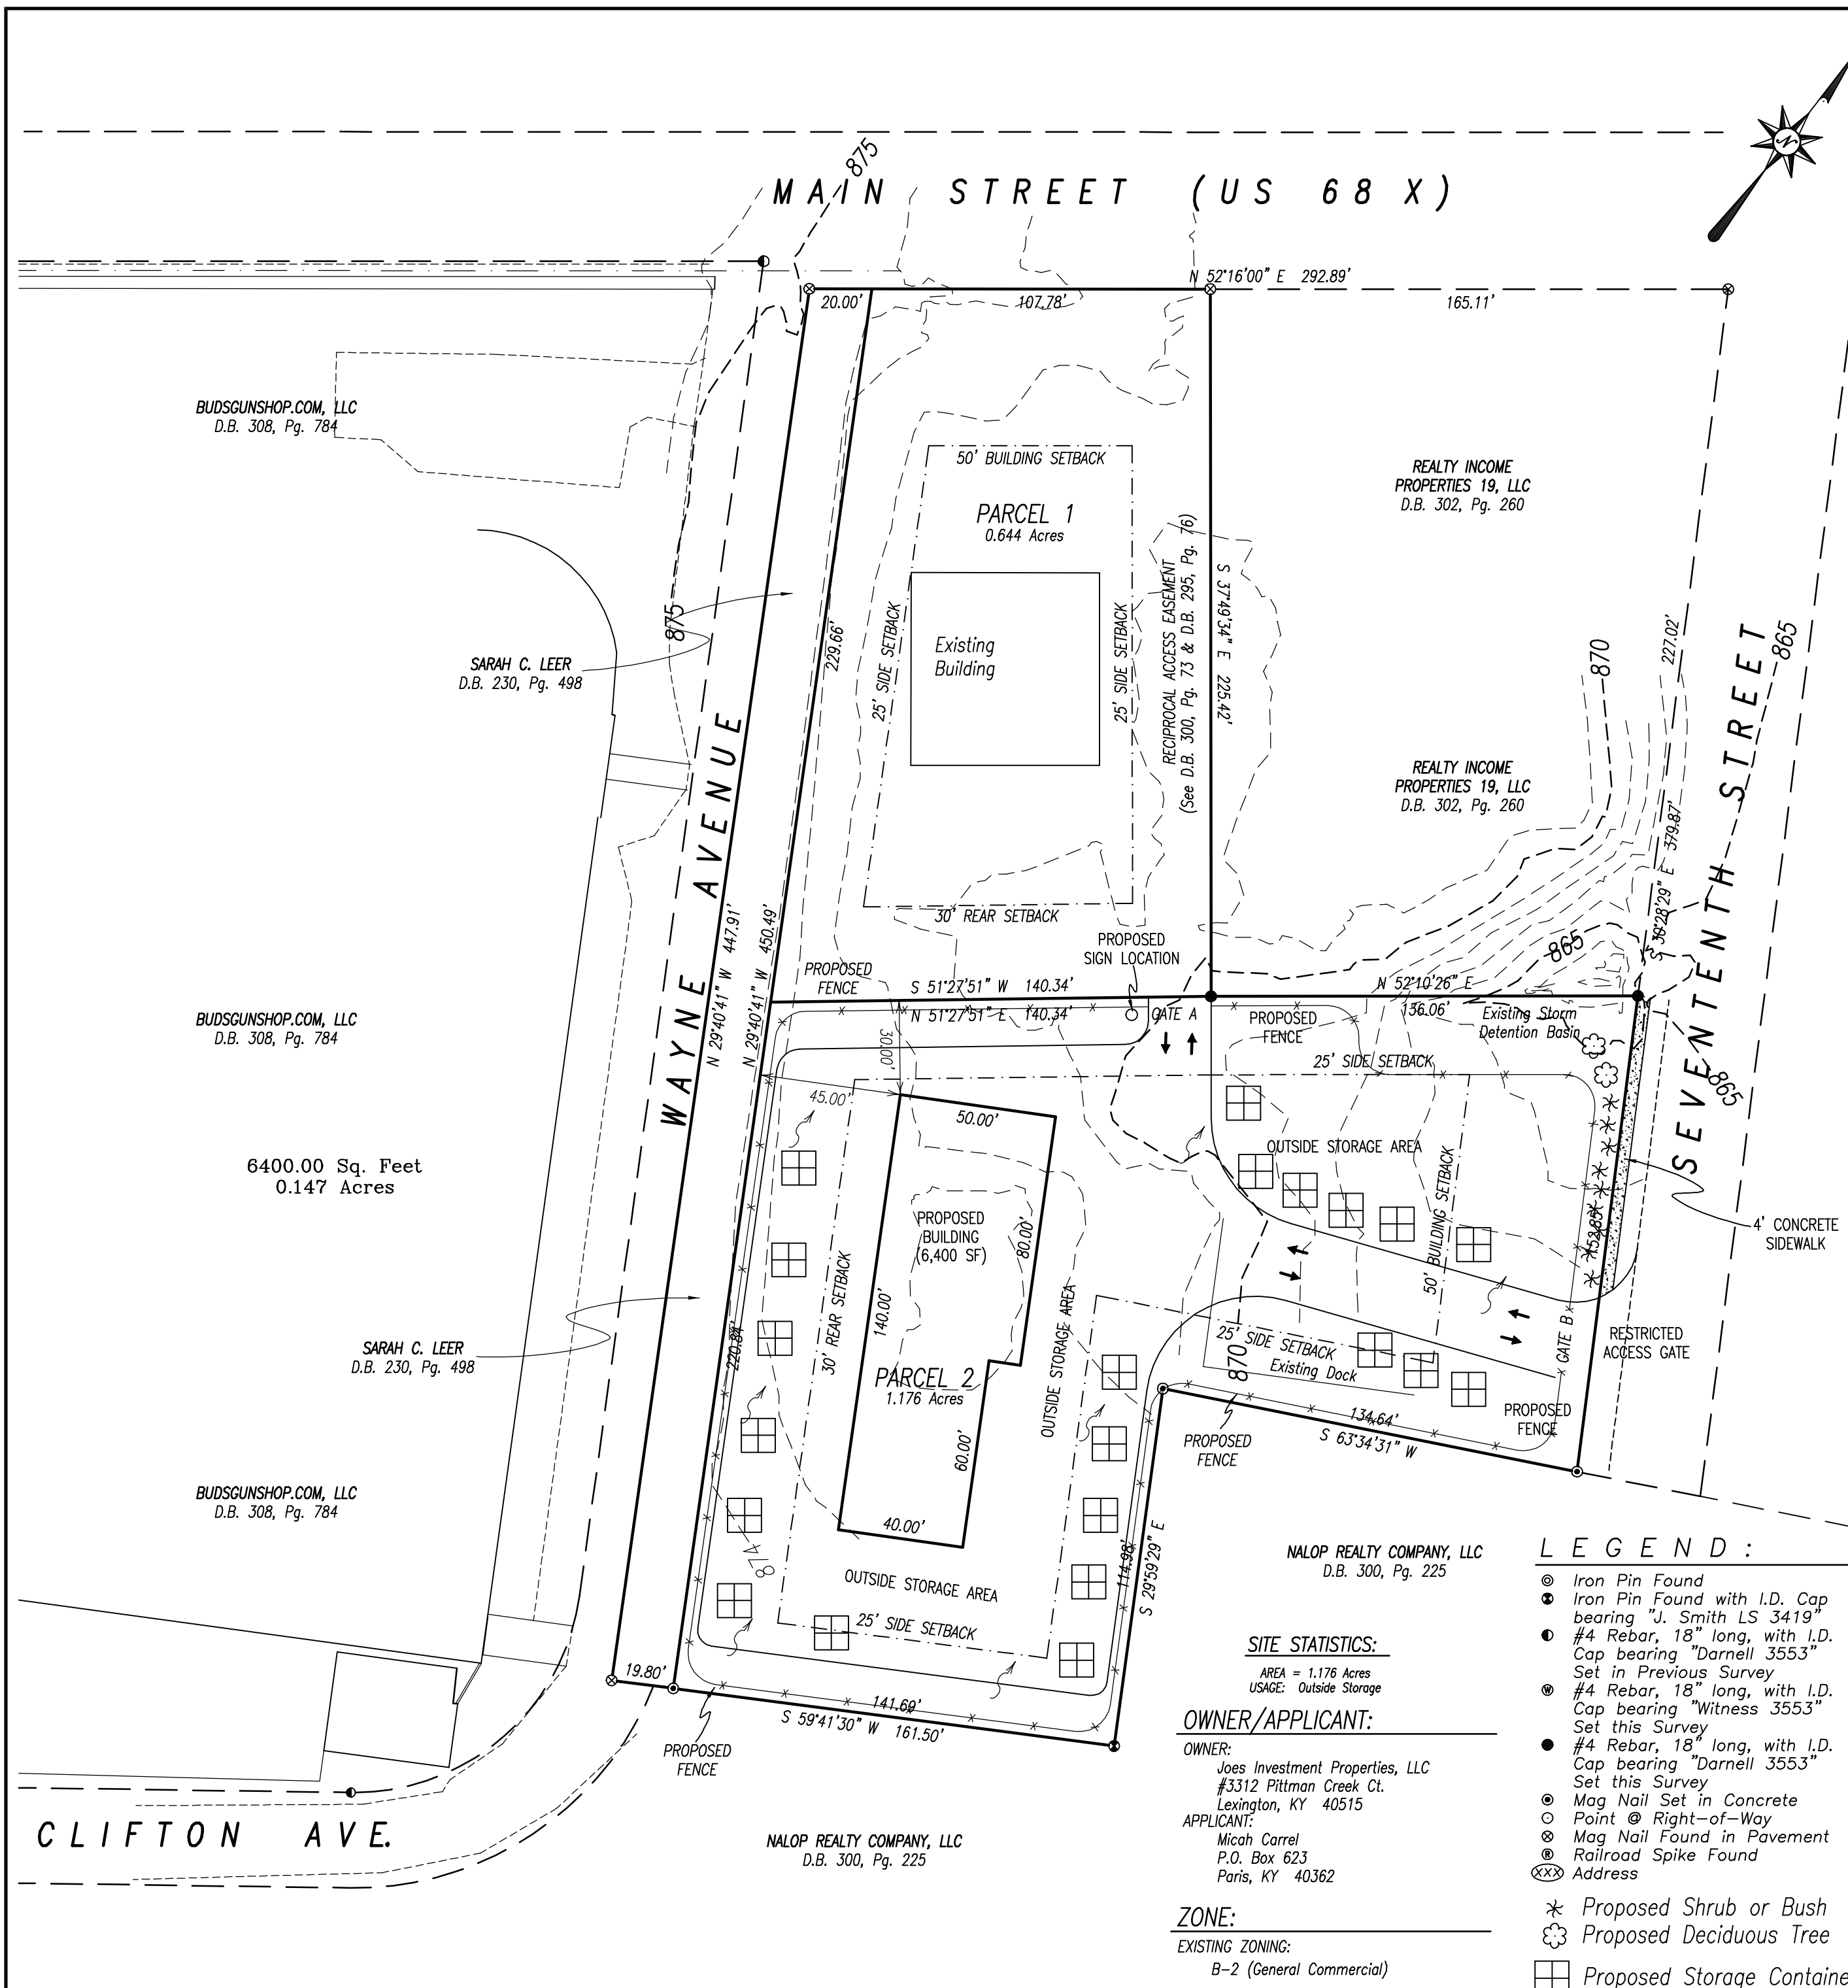 875
MAIN STREET (US 68 X)
N
N 52°16'00" E 292.89'
20.00'
107.78'
165.11'
BUDSGUNSHOP.COM, LLC
D.B. 308, Pg. 784
50' BUILDING SETBACK
PARCEL 1
0.644 Acres
REALTY INCOME
PROPERTIES 19, LLC
D.B. 302, Pg. 260
RECIPROCAL ACCESS EASEMENT
(See D.B. 300, Pg. 73 & D.B. 295, Pg. 76)
S 37°49'34" E 225.42'
875
229.66'
25' SIDE SETBACK
Existing
Building
25' SIDE SETBACK
SARAH C. LEER
D.B. 230, Pg. 498
870
227.02'
865
SEVENTENTH STREET
WAYNE AVENUE
REALTY INCOME
PROPERTIES 19, LLC
D.B. 302, Pg. 260
S 30°28'29" E 379.87'
N 29°40'41" W 447.91'
N 29°40'41" W 450.49'
30' REAR SETBACK
PROPOSED
SIGN LOCATION
865
PROPOSED
FENCE
S 51°27'51" W 140.34'
N 51°27'51" E 140.34'
GATE A
N 52°10'26" E
136.06'
PROPOSED
FENCE
Existing Storm
Detention Basin
25' SIDE SETBACK
865
BUDSGUNSHOP.COM, LLC
D.B. 308, Pg. 784
30.00'
45.00'
50.00'
OUTSIDE STORAGE AREA
6400.00 Sq. Feet
0.147 Acres
PROPOSED
BUILDING
(6,400 SF)
80.00'
50' BUILDING SETBACK
152.85'
4' CONCRETE
SIDEWALK
30' REAR SETBACK
140.00'
220.84'
OUTSIDE STORAGE AREA
25' SIDE SETBACK
Existing Dock
870
GATE B
RESTRICTED
ACCESS GATE
SARAH C. LEER
D.B. 230, Pg. 498
PARCEL 2
1.176 Acres
60.00'
PROPOSED
FENCE
134.64'
S 63°34'31" W
PROPOSED
FENCE
BUDSGUNSHOP.COM, LLC
D.B. 308, Pg. 784
40.00'
874
OUTSIDE STORAGE AREA
25' SIDE SETBACK
114.98'
S 29°59'29" E
NALOP REALTY COMPANY, LLC
D.B. 300, Pg. 225
19.80'
141.69'
S 59°41'30" W 161.50'
PROPOSED
FENCE
CLIFTON AVE.
NALOP REALTY COMPANY, LLC
D.B. 300, Pg. 225
SITE STATISTICS:
AREA = 1.176 Acres
USAGE: Outside Storage
OWNER/APPLICANT:
OWNER:
Joes Investment Properties, LLC
#3312 Pittman Creek Ct.
Lexington, KY 40515
APPLICANT:
Micah Carrel
P.O. Box 623
Paris, KY 40362
ZONE:
EXISTING ZONING:
B-2 (General Commercial)
LEGEND:
Iron Pin Found
Iron Pin Found with I.D. Cap
bearing "J. Smith LS 3419"
#4 Rebar, 18" long, with I.D.
Cap bearing "Darnell 3553"
Set in Previous Survey
#4 Rebar, 18" long, with I.D.
Cap bearing "Witness 3553"
Set this Survey
#4 Rebar, 18" long, with I.D.
Cap bearing "Darnell 3553"
Set this Survey
Mag Nail Set in Concrete
Point @ Right-of-Way
Mag Nail Found in Pavement
Railroad Spike Found
XXX Address
Proposed Shrub or Bush
Proposed Deciduous Tree
Proposed Storage Containe